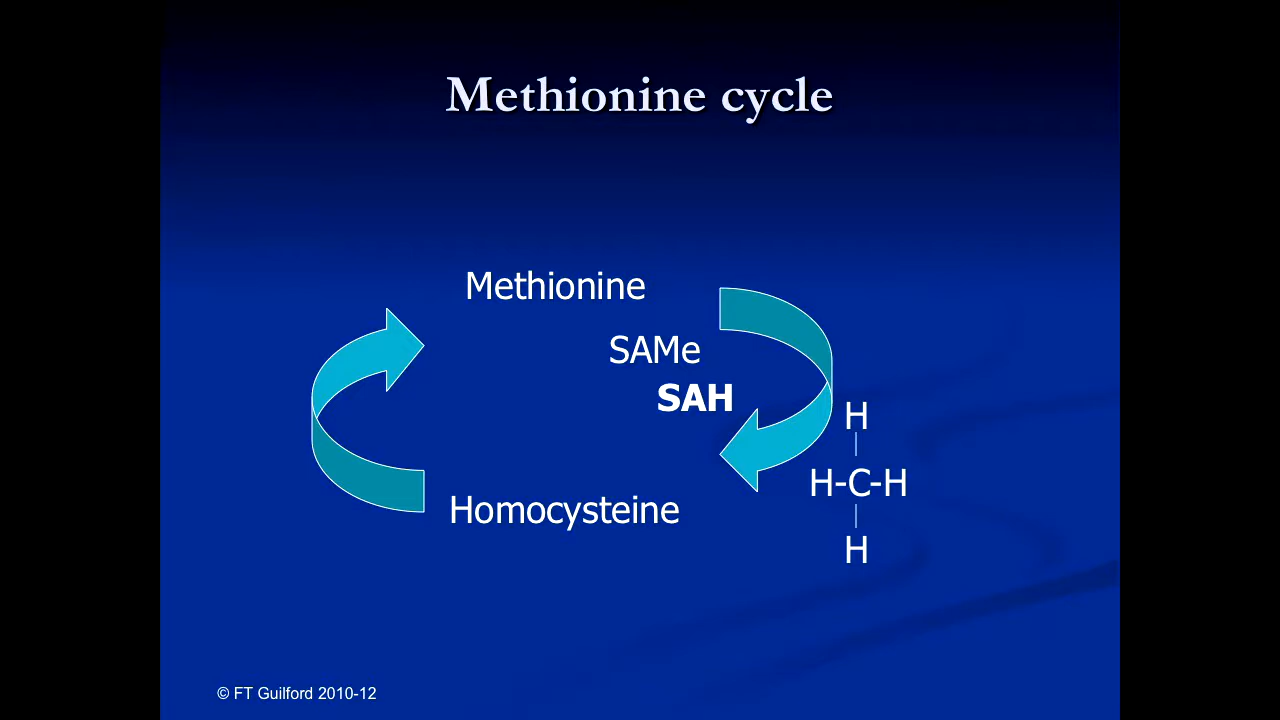 Methionine cycle
Methionine
SAMe
SAH
H
H-C-H
H
Homocysteine
© FT Guilford 2010-12